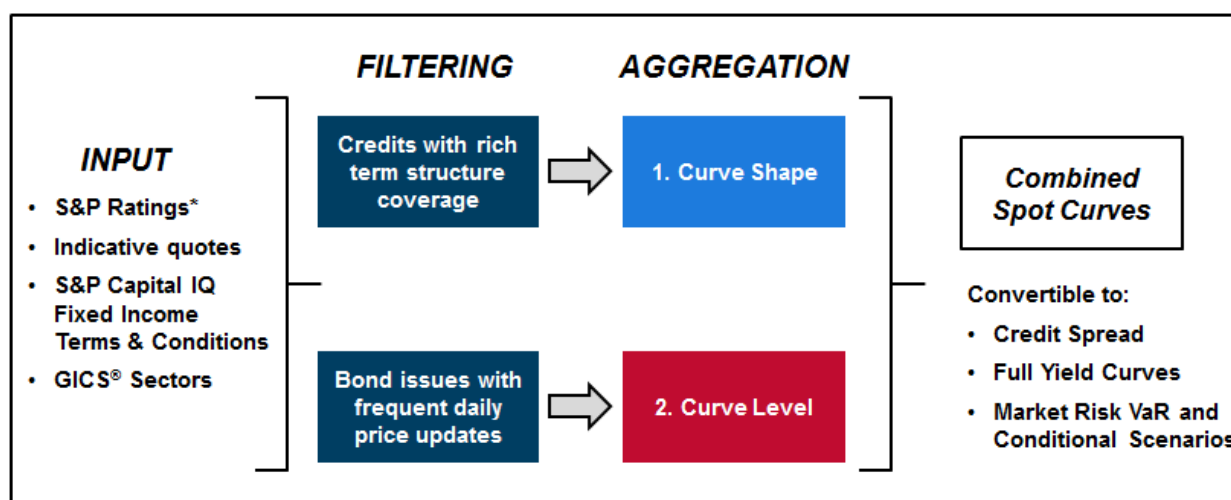 FILTERING
AGGREGATION
INPUT
• S&P Ratings*
• Indicative quotes
• S&P Capital IQ
Fixed Income
Terms & Conditions
• GICS® Sectors
Credits with rich
term structure
coverage
1. Curve Shape
Bond issues with
frequent daily
price updates
2. Curve Level
Combined
Spot Curves
Convertible to:
• Credit Spread
• Full Yield Curves
• Market Risk VaR and
Conditional Scenarios